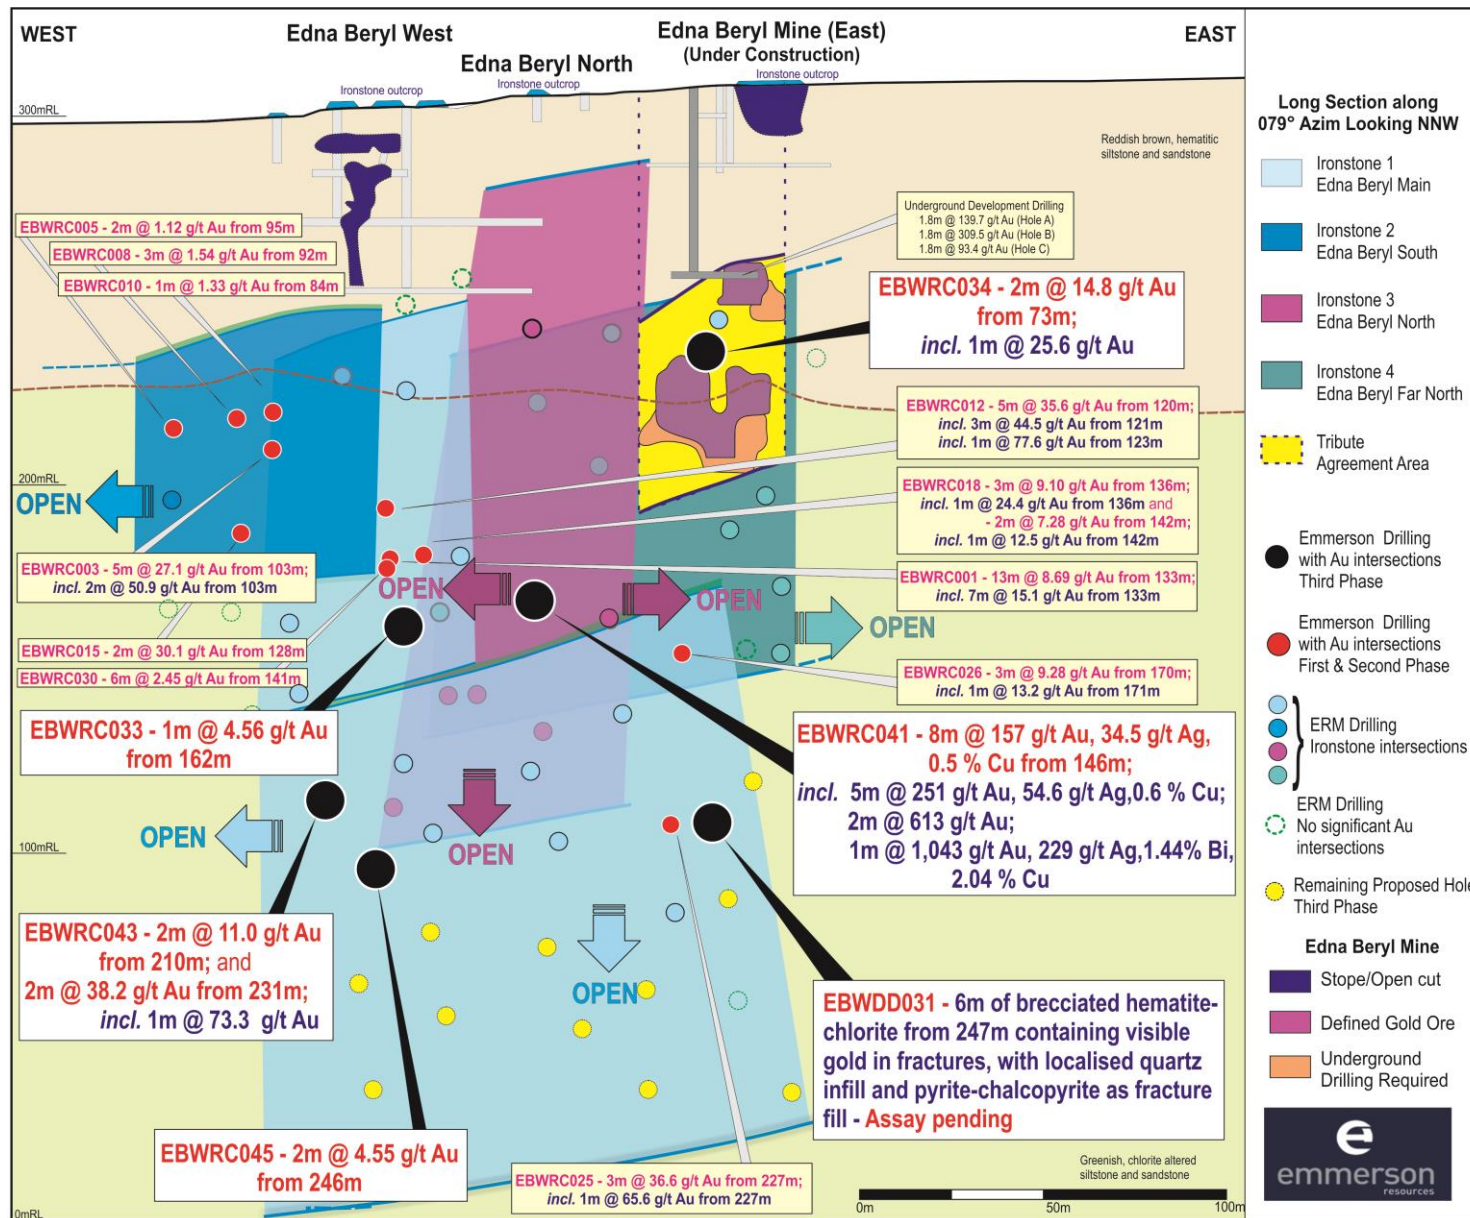 WEST
Edna Beryl West
Edna Beryl North
Edna Beryl Mine (East)
(Under Construction)
EAST
Ironstone outcrop
Ironstone outcrop
Ironstone outcrop
300mRL
Reddish brown, hematitic
siltstone and sandstone
EBWRC005 - 2m @ 1.12 g/t Au from 95m
EBWRC008 - 3m @ 1.54 g/t Au from 92m
EBWRC010 - 1m @ 1.33 g/t Au from 84m
Underground Development Drilling
1.8m @ 139.7 g/t Au (Hole A)
1.8m @ 309.5 g/t Au (Hole B)
1.8m @ 93.4 g/t Au (Hole C)
EBWRC034 - 2m @ 14.8 g/t Au
from 73m;
incl. 1m @ 25.6 g/t Au
EBWRC012 - 5m @ 35.6 g/t Au from 120m;
incl. 3m @ 44.5 g/t Au from 121m
incl. 1m @ 77.6 g/t Au from 123m
200mRL
OPEN
EBWRC018 - 3m @ 9.10 g/t Au from 136m;
incl. 1m @ 24.4 g/t Au from 136m and
- 2m @ 7.28 g/t Au from 142m;
incl. 1m @ 12.5 g/t Au from 142m
EBWRC003 - 5m @ 27.1 g/t Au from 103m;
incl. 2m @ 50.9 g/t Au from 103m
OPEN
OPEN
EBWRC001 - 13m @ 8.69 g/t Au from 133m;
incl. 7m @ 15.1 g/t Au from 133m
OPEN
EBWRC015 - 2m @ 30.1 g/t Au from 128m
EBWRC030 - 6m @ 2.45 g/t Au from 141m
EBWRC026 - 3m @ 9.28 g/t Au from 170m;
incl. 1m @ 13.2 g/t Au from 171m
EBWRC033 - 1m @ 4.56 g/t Au
from 162m
EBWRC041 - 8m @ 157 g/t Au, 34.5 g/t Ag,
0.5 % Cu from 146m;
incl. 5m @ 251 g/t Au, 54.6 g/t Ag,0.6 % Cu;
2m @ 613 g/t Au;
1m @ 1,043 g/t Au, 229 g/t Ag,1.44% Bi,
2.04 % Cu
OPEN
OPEN
100mRL
EBWRC043 - 2m @ 11.0 g/t Au
from 210m; and
2m @ 38.2 g/t Au from 231m;
incl. 1m @ 73.3 g/t Au
OPEN
EBWDD031 - 6m of brecciated hematite-
chlorite from 247m containing visible
gold in fractures, with localised quartz
infill and pyrite-chalcopyrite as fracture
fill - Assay pending
EBWRC045 - 2m @ 4.55 g/t Au
from 246m
EBWRC025 - 3m @ 36.6 g/t Au from 227m;
incl. 1m @ 65.6 g/t Au from 227m
Greenish, chlorite altered
siltstone and sandstone
0mRL
0m
50m
100m
Long Section along
079° Azim Looking NNW
Ironstone 1
Edna Beryl Main
Ironstone 2
Edna Beryl South
Ironstone 3
Edna Beryl North
Ironstone 4
Edna Beryl Far North
Tribute
Agreement Area
Emmerson Drilling
with Au intersections
Third Phase
Emmerson Drilling
with Au intersections
First & Second Phase
ERM Drilling
Ironstone intersections
ERM Drilling
No significant Au
intersections
Remaining Proposed Hole
Third Phase
Edna Beryl Mine
Stope/Open cut
Defined Gold Ore
Underground
Drilling Required
emmerson
resources